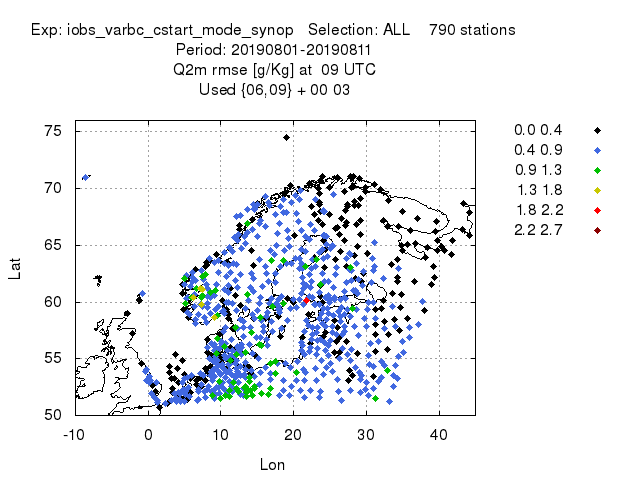 Exp: iobs_varbc_cstart_mode_synop Selection: ALL 790 stations
Period: 20190801-20190811
Q2m rmse [g/Kg] at 09 UTC
Used {06,09} + 00 03
0.0 0.4
0.4 0.9
0.9 1.3
1.3 1.8
1.8 2.2
2.2 2.7
75
70
65
60
55
50
Lat
-10 0 10 20 30 40
Lon